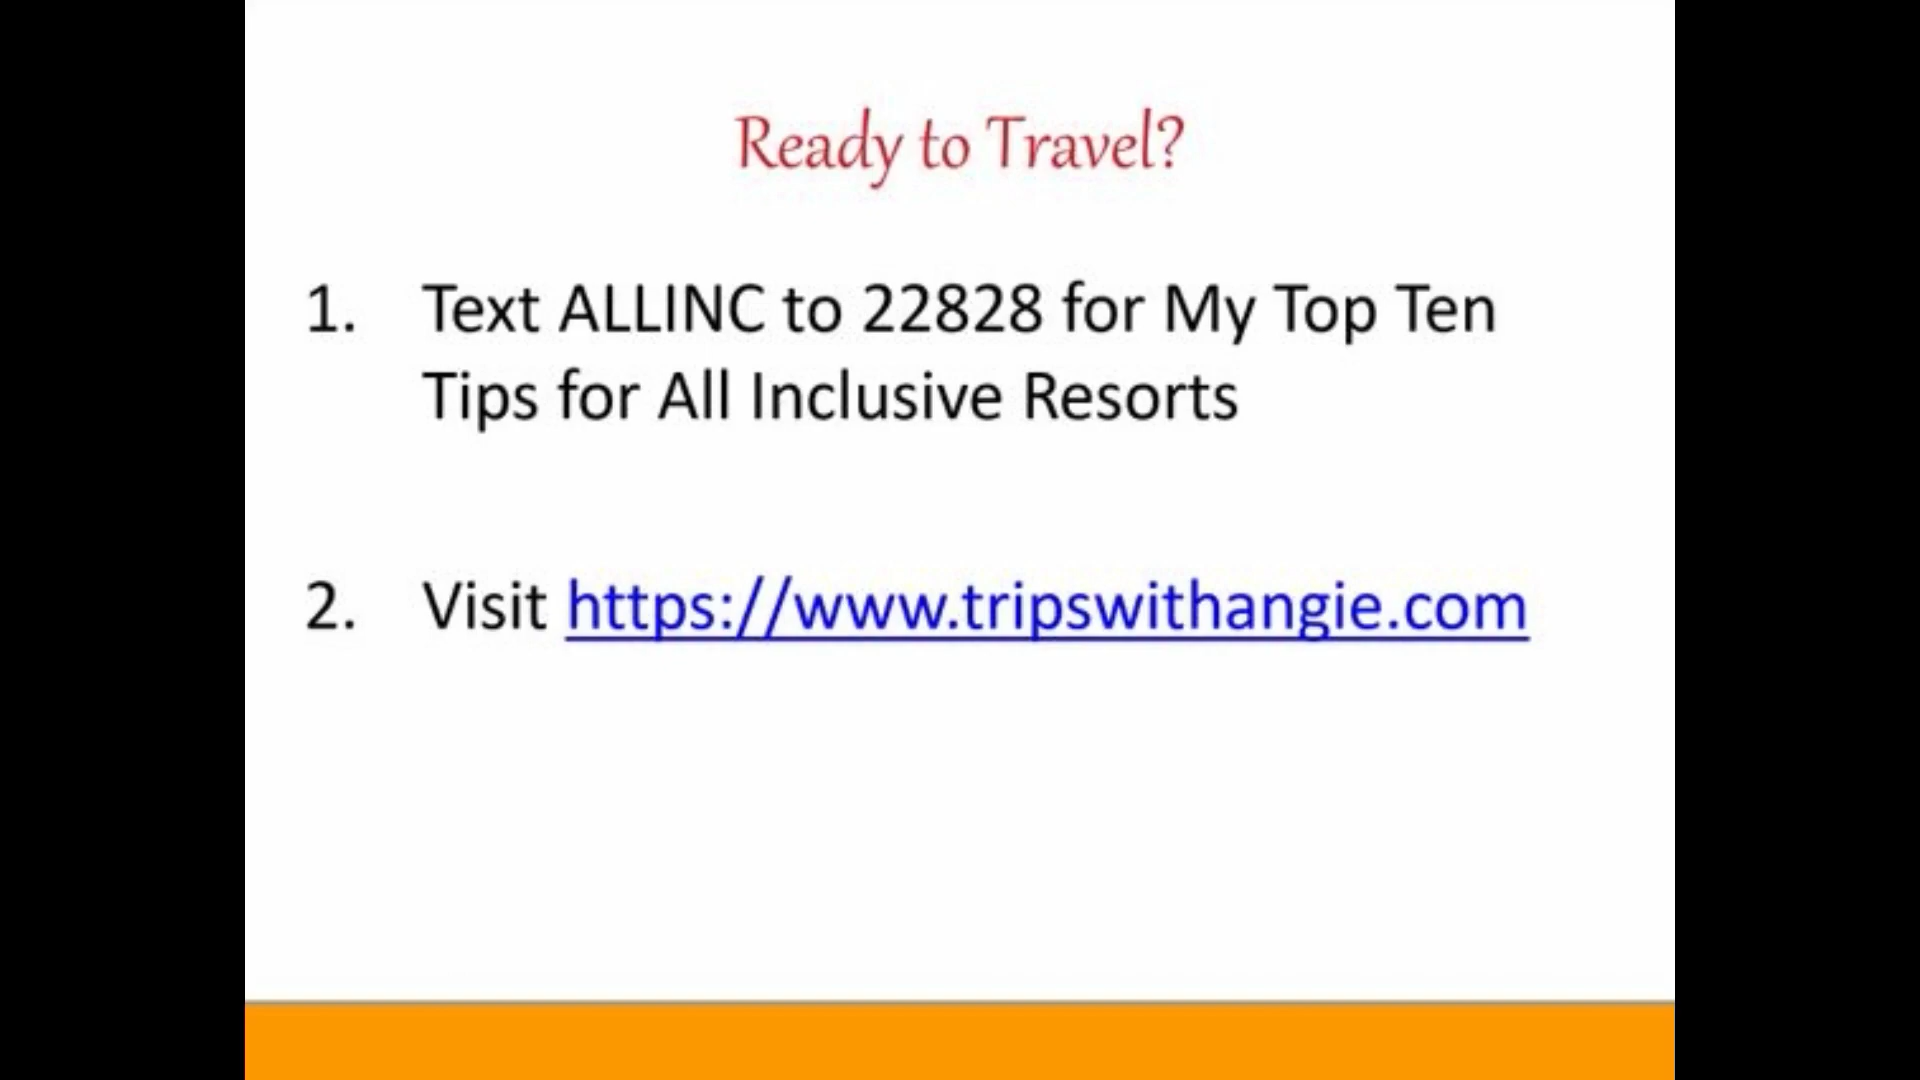 Ready to Travel?
1. Text ALLINC to 22828 for My Top Ten
Tips for All Inclusive Resorts
2. Visit https://www.tripswithangie.com